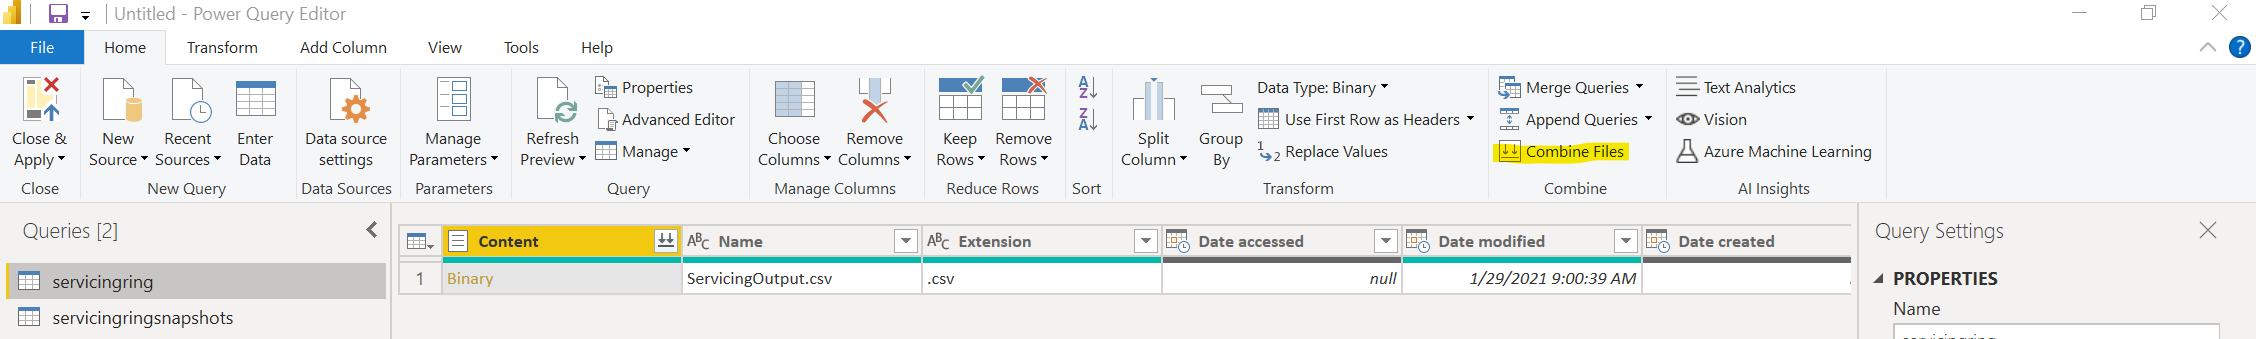 Untitled - Power Query Editor
File Home Transform Add Column View Tools Help
Close & Apply
Close
New Source
Recent Sources
Enter Data
New Query
Data source settings
Data Sources
Manage Parameters
Parameters
Refresh Preview
Properties
Advanced Editor
Manage
Query
Choose Columns
Remove Columns
Manage Columns
Keep Rows
Remove Rows
Reduce Rows
A Z
Z A
Sort
Split Column
Group By
Data Type: Binary
Use First Row as Headers
1 2 Replace Values
Transform
Merge Queries
Append Queries
Combine Files
Combine
Text Analytics
Vision
Azure Machine Learning
AI Insights
Queries [2]
servicingring
servicingringsnapshots
Content ABC Name ABC Extension Date accessed Date modified Date created
1 Binary ServicingOutput.csv .csv null 1/29/2021 9:00:39 AM
Query Settings
PROPERTIES
Name
servicingring